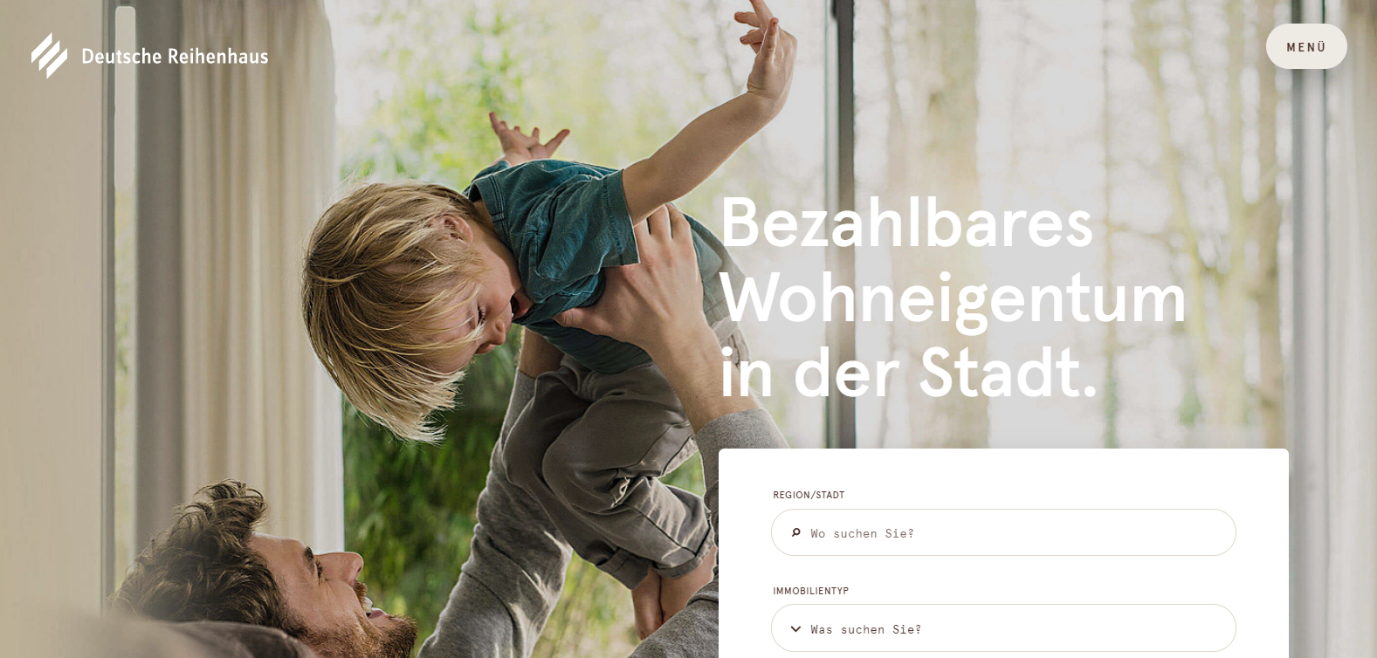 Deutsche Reihenhaus
MENÜ
Bezahlbares
Wohneigentum
in der Stadt.
REGION/STADT
Wo suchen Sie?
IMMOBILIENTYP
Was suchen Sie?